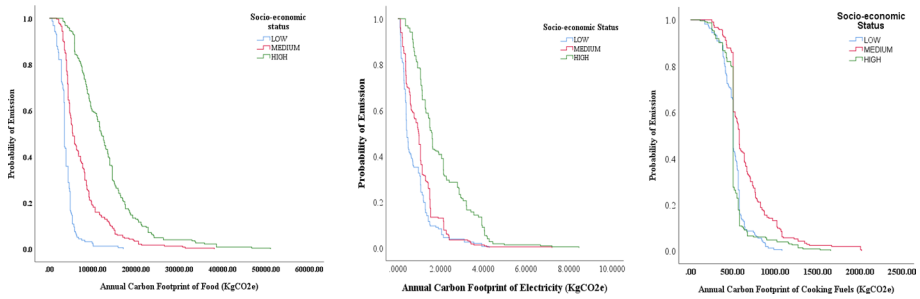 Socio-economic
status
LOW
MEDIUM
HIGH
Probability of Emission
1.0
0.8
0.6
0.4
0.2
0.0
.00 10000.00 20000.00 30000.00 40000.00 50000.00 60000.00
Annual Carbon Footprint of Food (KgCO2e)
Socio-economic Status
LOW
MEDIUM
HIGH
Probability of Emission
1.0
0.8
0.6
0.4
0.2
0.0
.0000 2.0000 4.0000 6.0000 8.0000 10.0000
Annual Carbon Footprint of Electricity (KgCO2e)
Socio-economic
Status
LOW
MEDIUM
HIGH
Probability of Emission
1.0
0.8
0.6
0.4
0.2
0.0
.00 500.00 1000.00 1500.00 2000.00 2500.00
Annual Carbon Footprint of Cooking Fuels (KgCO2e)